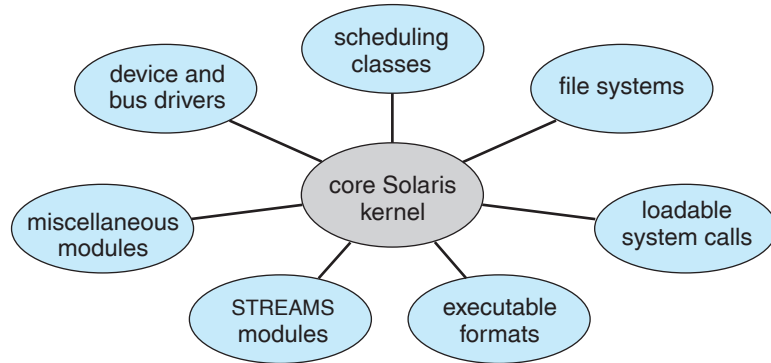 scheduling
classes
device and
bus drivers
file systems
core Solaris
kernel
miscellaneous
modules
loadable
system calls
STREAMS
modules
executable
formats